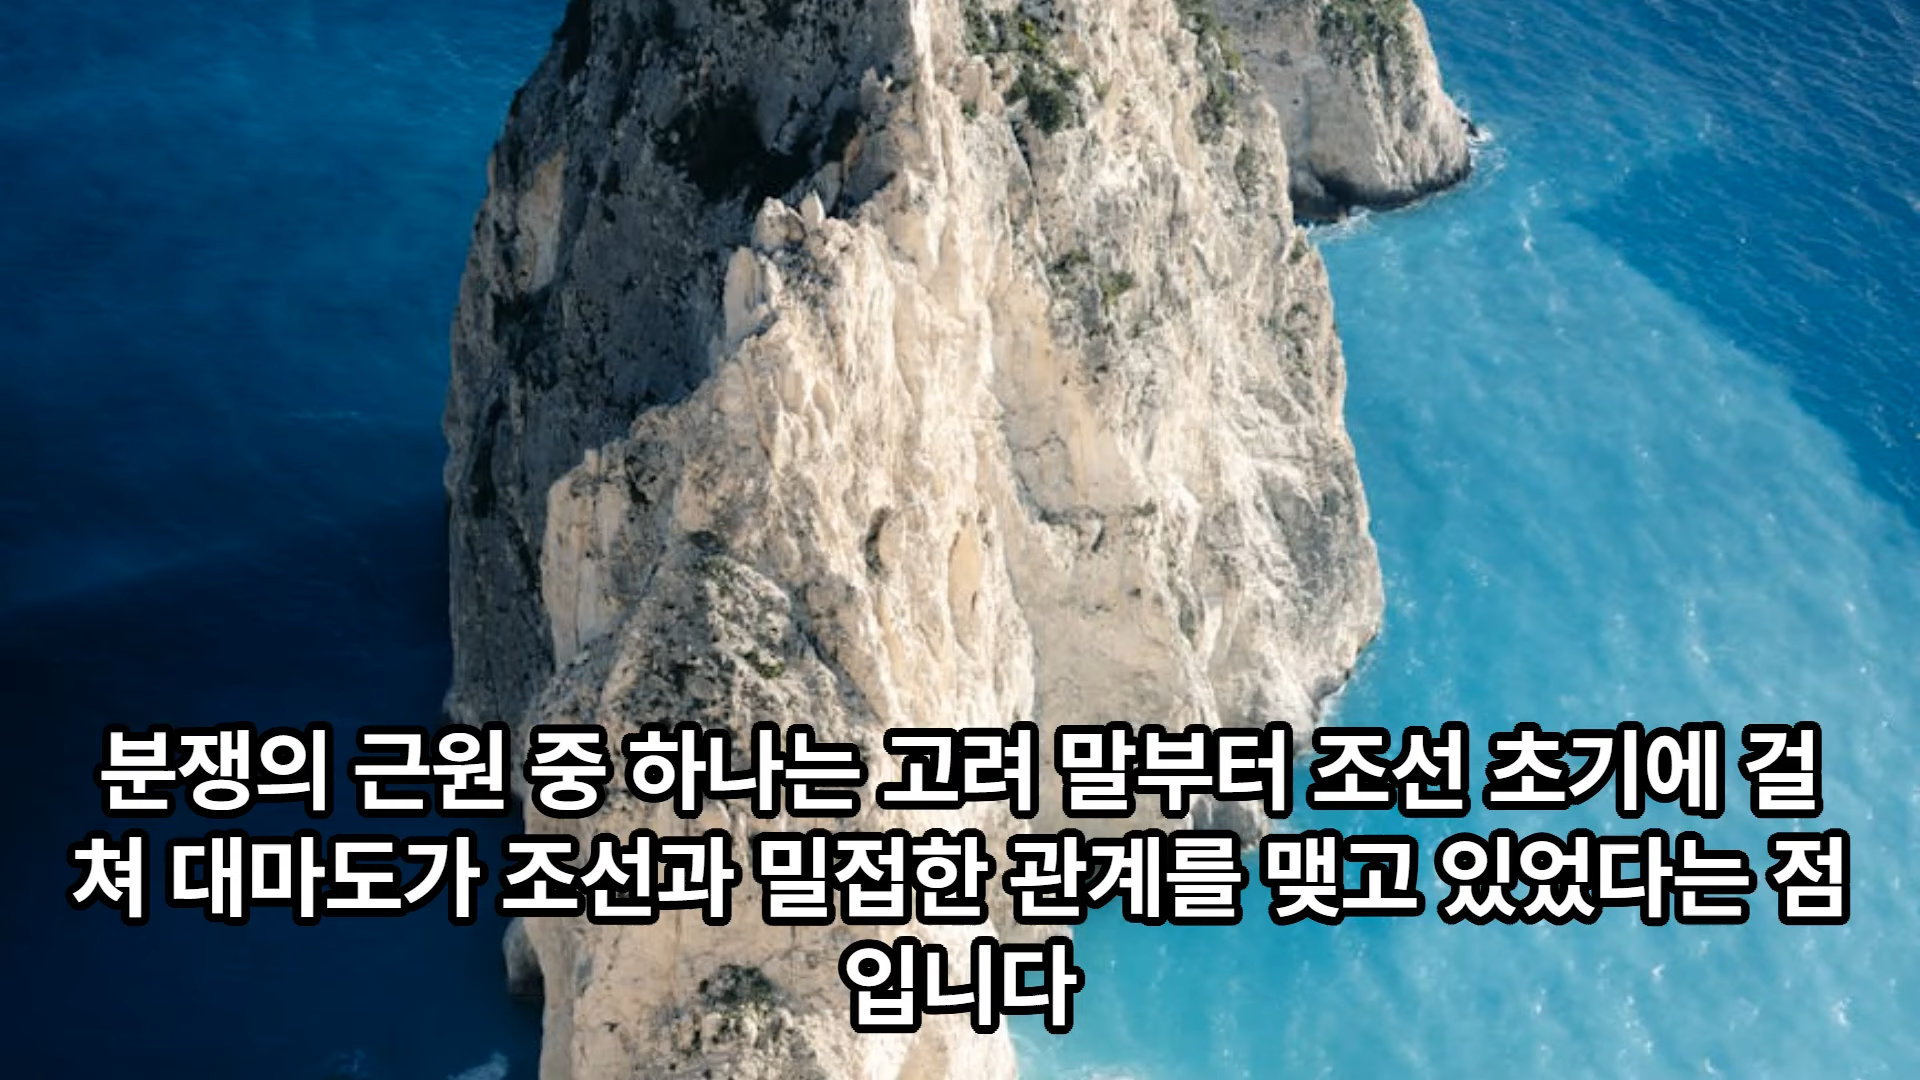 분쟁의 근원 중 하나는 고려 말부터 조선 초기에 걸
쳐 대마도가 조선과 밀접한 관계를 맺고 있었다는 점
입니다